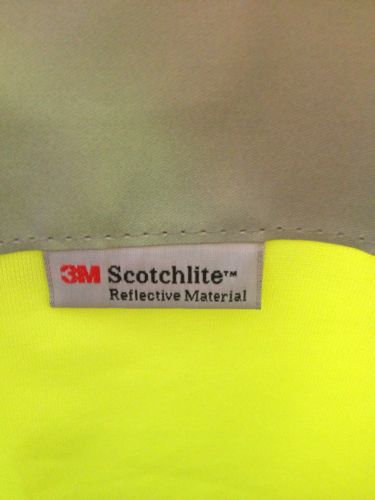 3M Scotchlite™
Reflective Material